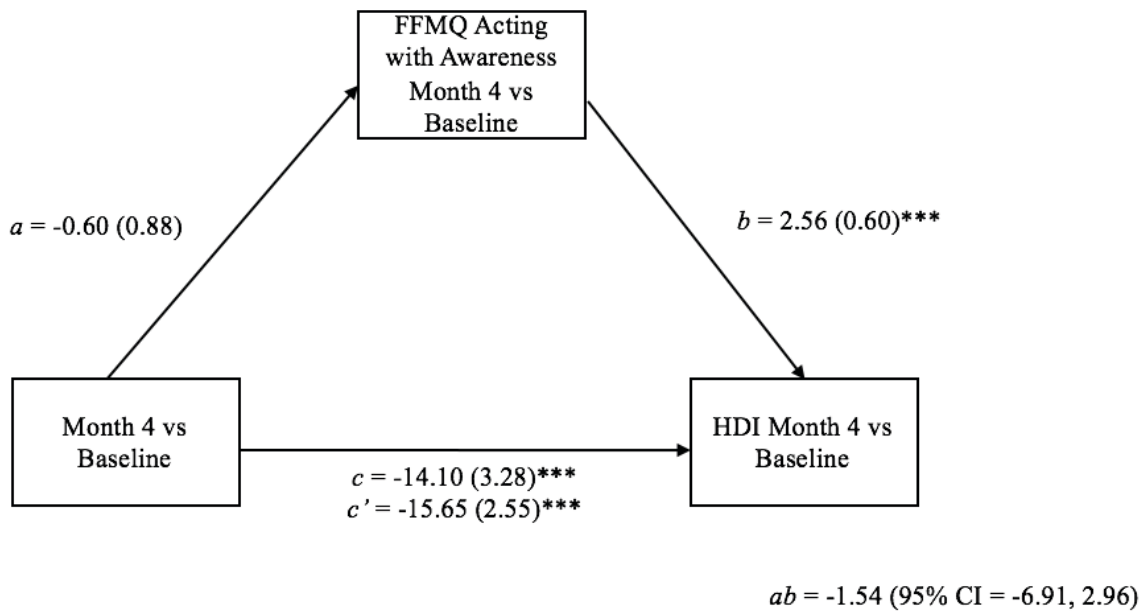 FFMQ Acting
with Awareness
Month 4 vs
Baseline
a = -0.60 (0.88)
b = 2.56 (0.60)***
Month 4 vs
Baseline
HDI Month 4 vs
Baseline
c = -14.10 (3.28)***
c’ = -15.65 (2.55)***
ab = -1.54 (95% CI = -6.91, 2.96)